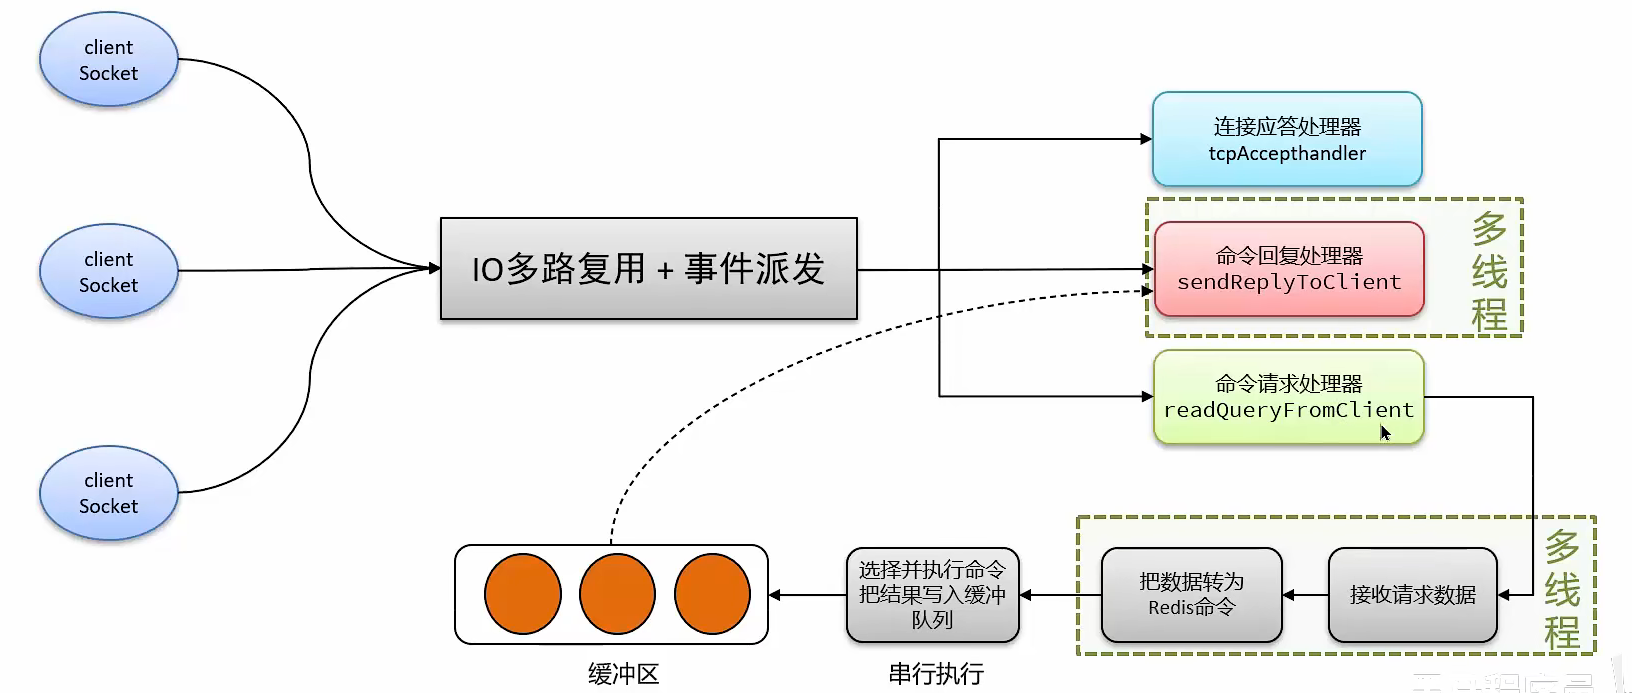 client
Socket
client
Socket
client
Socket
IO多路复用 + 事件派发
连接应答处理器
tcpAccepthandler
命令回复处理器
sendReplyToClient
多
线
程
命令请求处理器
readQueryFromClient
接收请求数据
把数据转为
Redis命令
多
线
程
选择并执行命令
把结果写入缓冲
队列
串行执行
缓冲区